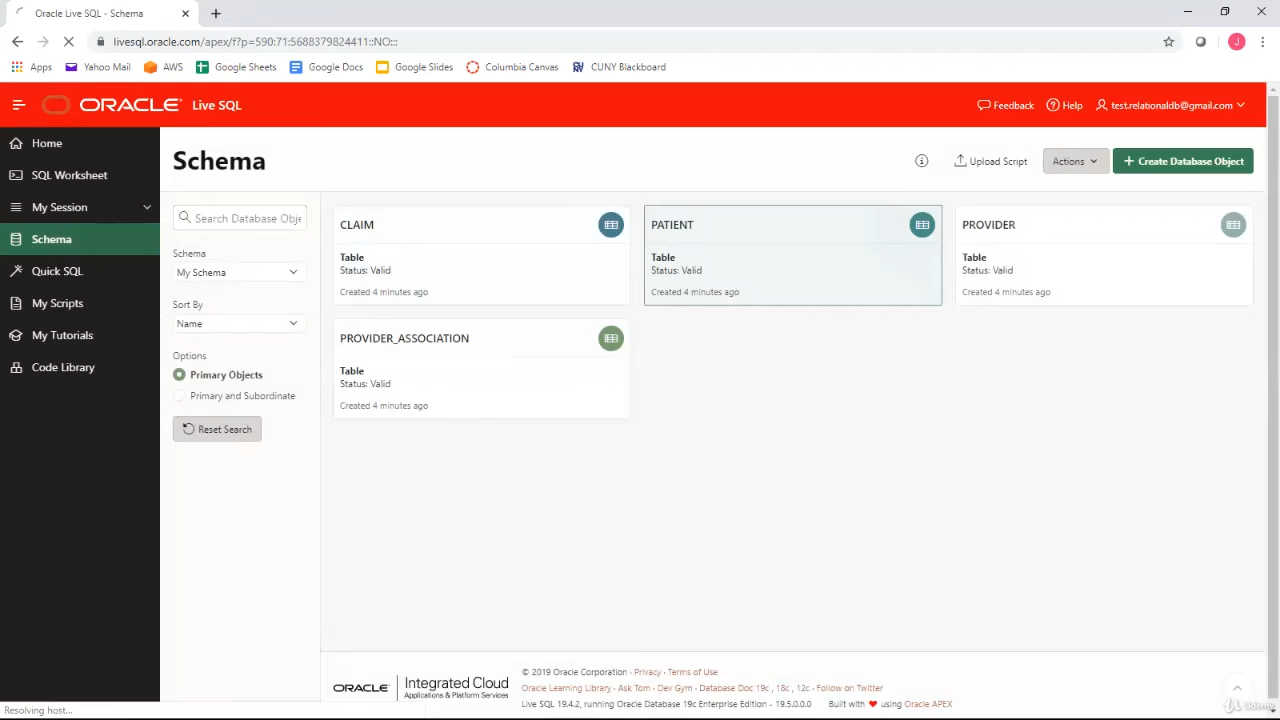 Oracle Live SQL - Schema
livesql.oracle.com/apex/f?p=590:71:5688379824411::NO:::
J
Apps
Yahoo Mail
AWS
Google Sheets
Google Docs
Google Slides
Columbia Canvas
CUNY Blackboard
ORACLE Live SQL
Feedback
Help
test.relationaldb@gmail.com
Home
SQL Worksheet
My Session
Schema
Quick SQL
My Scripts
My Tutorials
Code Library
Schema
Upload Script
Actions
Create Database Object
Search Database Obje
Schema
My Schema
Sort By
Name
Options
Primary Objects
Primary and Subordinate
Reset Search
CLAIM
Table
Status: Valid
Created 4 minutes ago
PATIENT
Table
Status: Valid
Created 4 minutes ago
PROVIDER
Table
Status: Valid
Created 4 minutes ago
PROVIDER_ASSOCIATION
Table
Status: Valid
Created 4 minutes ago
ORACLE Integrated Cloud
Applications & Platform Services
© 2019 Oracle Corporation · Privacy · Terms of Use
Oracle Learning Library · Ask Tom · Dev Gym · Database Doc 19c , 18c , 12c · Follow on Twitter
Live SQL 19.4.2, running Oracle Database 19c Enterprise Edition - 19.5.0.0.0 Built with ❤ using Oracle APEX
Resolving host...
Udemy